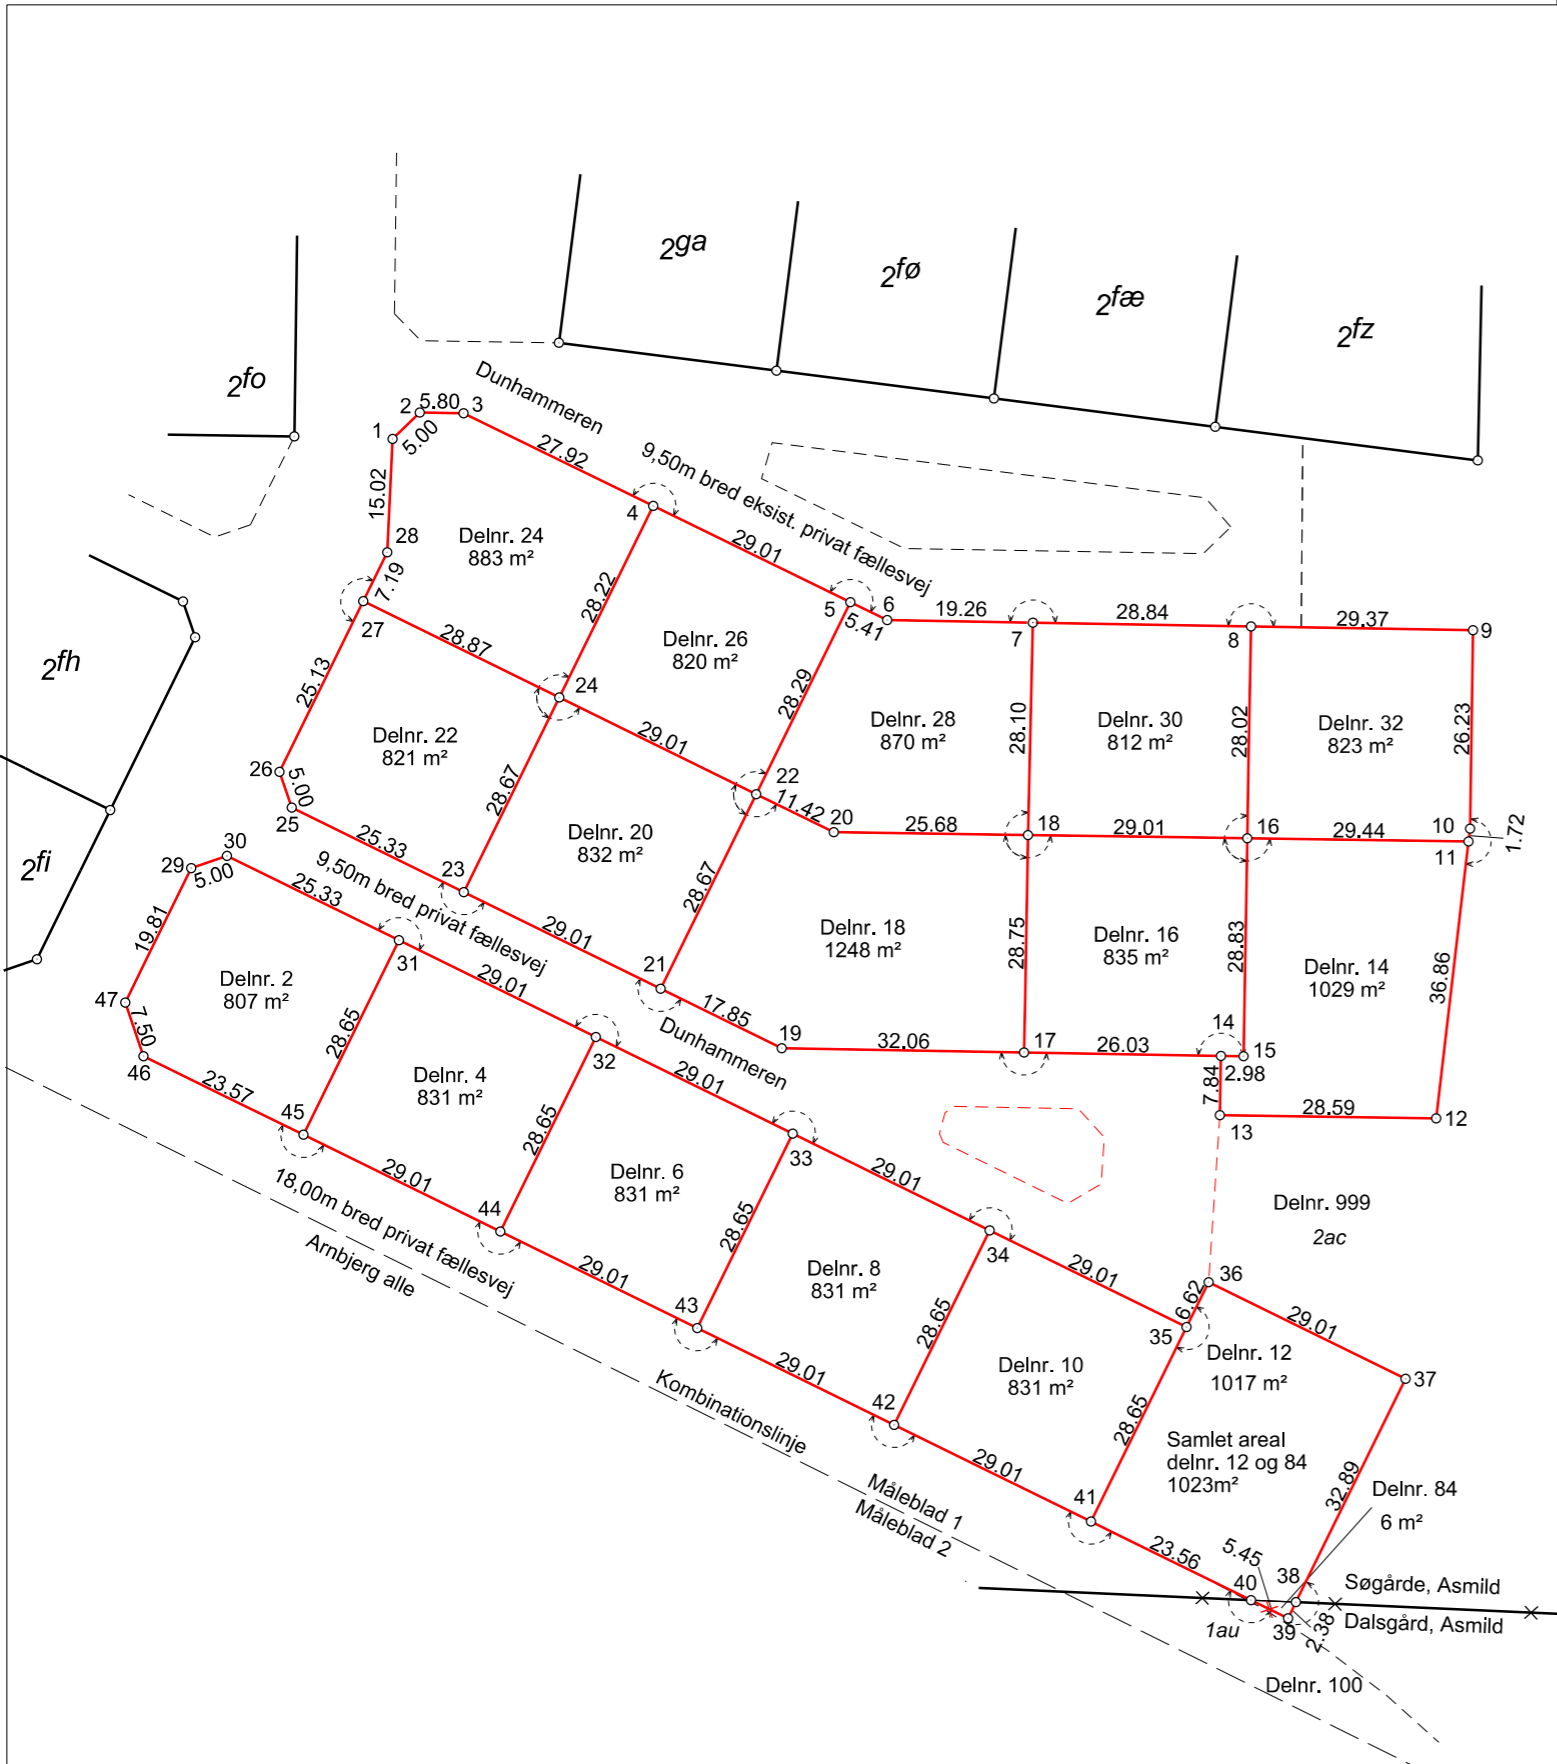 2ga
2fø
2fæ
2fz
2fo
2fh
2fi
Dunhammeren
9,50m bred eksist. privat fællesvej
1
2
3
4
5
6
7
8
9
5.80
5.00
15.02
27.92
28
7.19
27
28.22
29.01
5.41
19.26
28.84
29.37
Delnr. 24
883 m²
Delnr. 26
820 m²
Delnr. 28
870 m²
Delnr. 30
812 m²
Delnr. 32
823 m²
28.87
24
28.29
28.10
28.02
26.23
25.13
26
5.00
25
Delnr. 22
821 m²
28.67
29.01
22
11.42
20
25.68
18
29.01
16
29.44
10
11
1.72
25.33
23
Delnr. 20
832 m²
28.67
Delnr. 18
1248 m²
28.75
Delnr. 16
835 m²
28.83
Delnr. 14
1029 m²
36.86
29
30
5.00
25.33
9,50m bred privat fællesvej
29.01
21
17.85
19
32.06
17
26.03
14
15
2.98
7.84
13
28.59
12
Dunhammeren
19.81
Delnr. 2
807 m²
31
29.01
47
7.50
46
28.65
23.57
45
Delnr. 4
831 m²
32
29.01
28.65
29.01
44
Delnr. 6
831 m²
33
29.01
28.65
29.01
43
Delnr. 8
831 m²
34
29.01
28.65
29.01
42
Delnr. 10
831 m²
35
6.62
36
29.01
37
28.65
29.01
41
Delnr. 999
2ac
Delnr. 12
1017 m²
Samlet areal
delnr. 12 og 84
1023m²
32.89
Delnr. 84
6 m²
23.56
5.45
40
38
39
2.38
1au
Søgårde, Asmild
Dalsgård, Asmild
Delnr. 100
18,00m bred privat fællesvej
Arnbjerg alle
Kombinationslinje
Måleblad 1
Måleblad 2